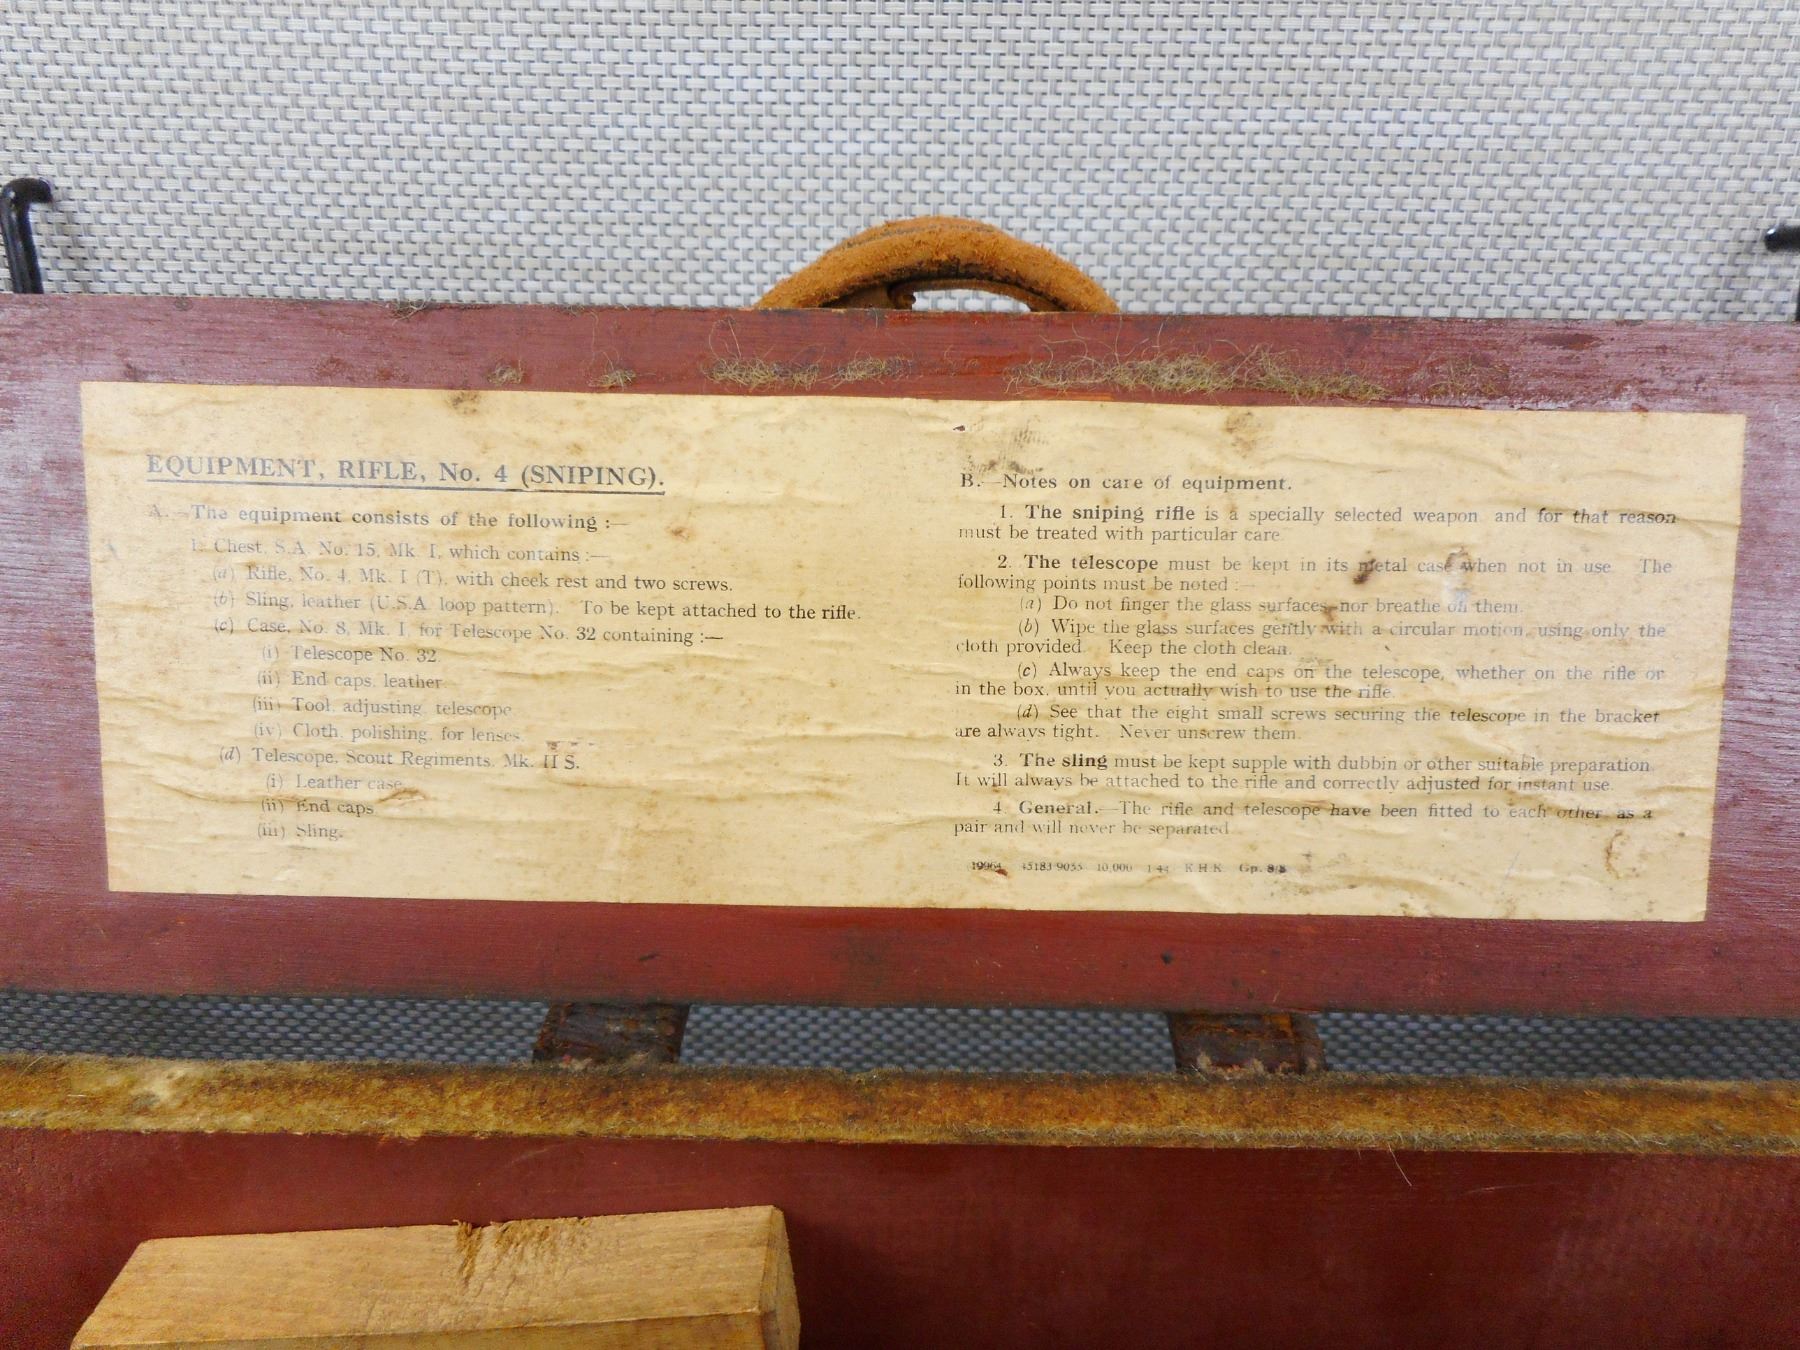 EQUIPMENT, RIFLE, No. 4 (SNIPING).
A.—The equipment consists of the following :—
1. Chest, S.A. No. 15, Mk. I, which contains :—
(a) Rifle, No. 4, Mk. I (T), with cheek rest and two screws.
(b) Sling, leather (U.S.A. loop pattern). To be kept attached to the rifle.
(c) Case, No. 8, Mk. I, for Telescope No. 32 containing :—
(i) Telescope No. 32.
(ii) End caps, leather.
(iii) Tool, adjusting, telescope.
(iv) Cloth, polishing, for lenses.
(d) Telescope, Scout Regiments, Mk. II S.
(i) Leather case.
(ii) End caps.
(iii) Sling.
B.—Notes on care of equipment.
1. The sniping rifle is a specially selected weapon and for that reason
must be treated with particular care.
2. The telescope must be kept in its metal case when not in use. The
following points must be noted :—
(a) Do not finger the glass surfaces, nor breathe on them.
(b) Wipe the glass surfaces gently with a circular motion, using only the
cloth provided. Keep the cloth clean.
(c) Always keep the end caps on the telescope, whether on the rifle or
in the box, until you actually wish to use the rifle.
(d) See that the eight small screws securing the telescope in the bracket
are always tight. Never unscrew them.
3. The sling must be kept supple with dubbin or other suitable preparation.
It will always be attached to the rifle and correctly adjusted for instant use.
4. General.—The rifle and telescope have been fitted to each other as a
pair and will never be separated.
10,000 1 44 K.H.K. Gp. 8/8